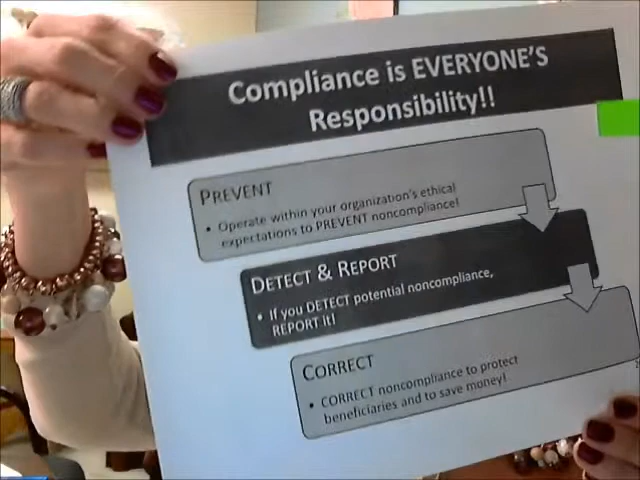 Compliance is EVERYONE'S
Responsibility!!
PREVENT
• Operate within your organization's ethical
expectations to PREVENT noncompliance!
DETECT & REPORT
• If you DETECT potential noncompliance,
REPORT it!
CORRECT
• CORRECT noncompliance to protect
beneficiaries and to save money!